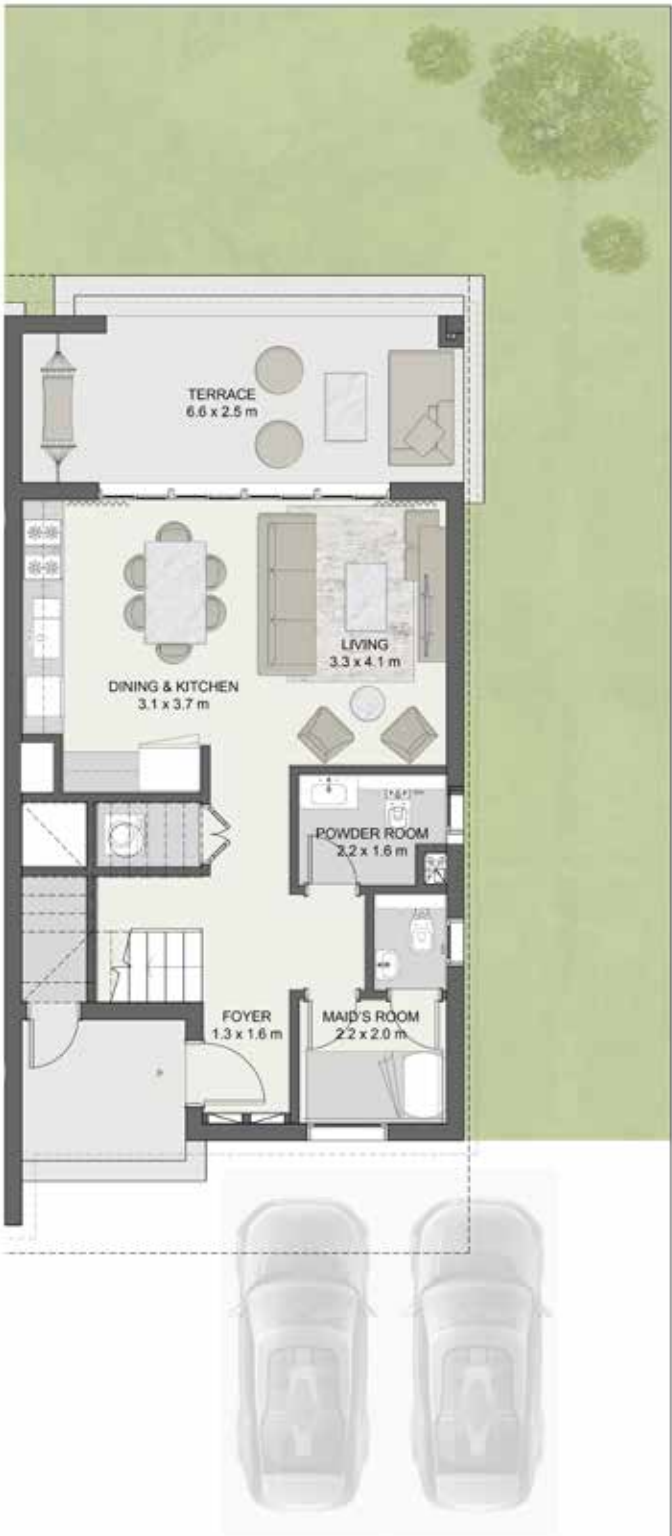 TERRACE
6.6 x 2.5 m
LIVING
3.3 x 4.1 m
DINING & KITCHEN
3.1 x 3.7 m
POWDER ROOM
2.2 x 1.6 m
FOYER
1.3 x 1.6 m
MAID'S ROOM
2.2 x 2.0 m